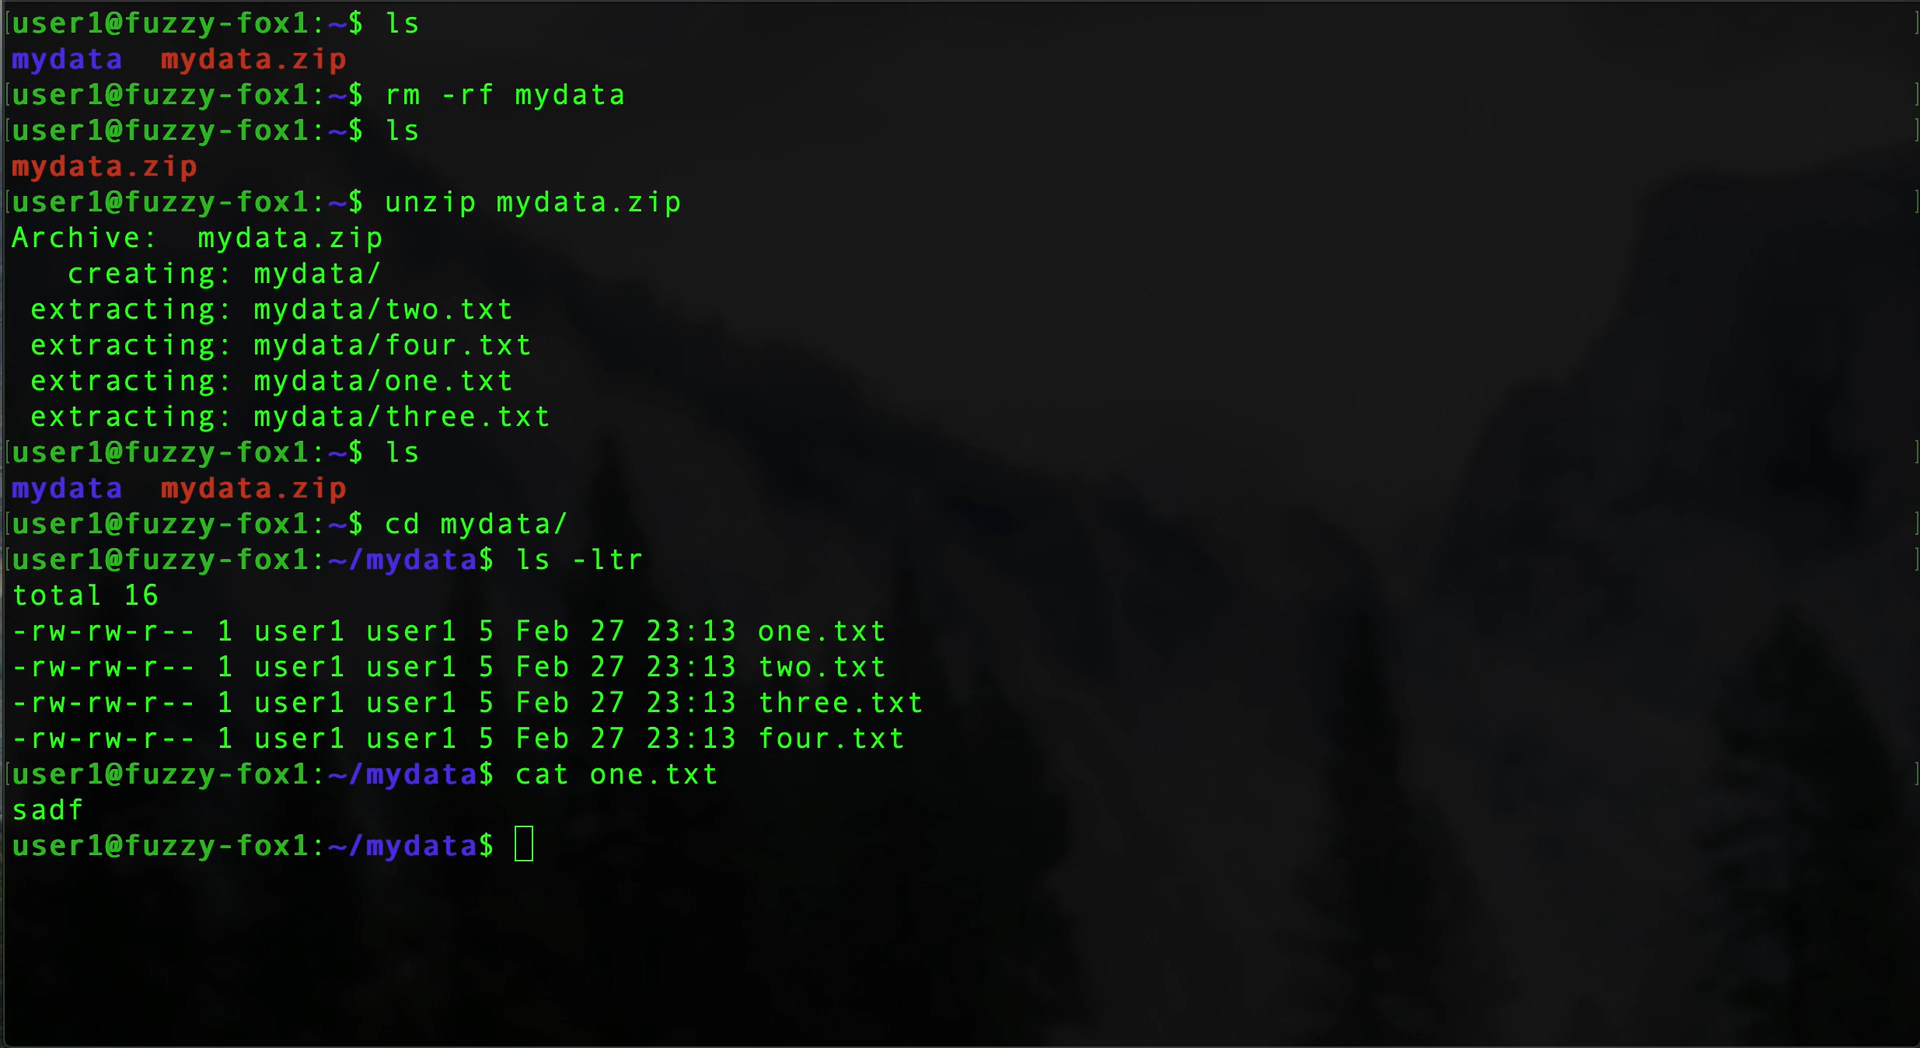 [user1@fuzzy-fox1:~$ ls ]
mydata  mydata.zip
[user1@fuzzy-fox1:~$ rm -rf mydata ]
[user1@fuzzy-fox1:~$ ls ]
mydata.zip
[user1@fuzzy-fox1:~$ unzip mydata.zip ]
Archive:  mydata.zip
   creating: mydata/
 extracting: mydata/two.txt
 extracting: mydata/four.txt
 extracting: mydata/one.txt
 extracting: mydata/three.txt
[user1@fuzzy-fox1:~$ ls ]
mydata  mydata.zip
[user1@fuzzy-fox1:~$ cd mydata/ ]
[user1@fuzzy-fox1:~/mydata$ ls -ltr ]
total 16
-rw-rw-r-- 1 user1 user1 5 Feb 27 23:13 one.txt
-rw-rw-r-- 1 user1 user1 5 Feb 27 23:13 two.txt
-rw-rw-r-- 1 user1 user1 5 Feb 27 23:13 three.txt
-rw-rw-r-- 1 user1 user1 5 Feb 27 23:13 four.txt
[user1@fuzzy-fox1:~/mydata$ cat one.txt ]
sadf
user1@fuzzy-fox1:~/mydata$